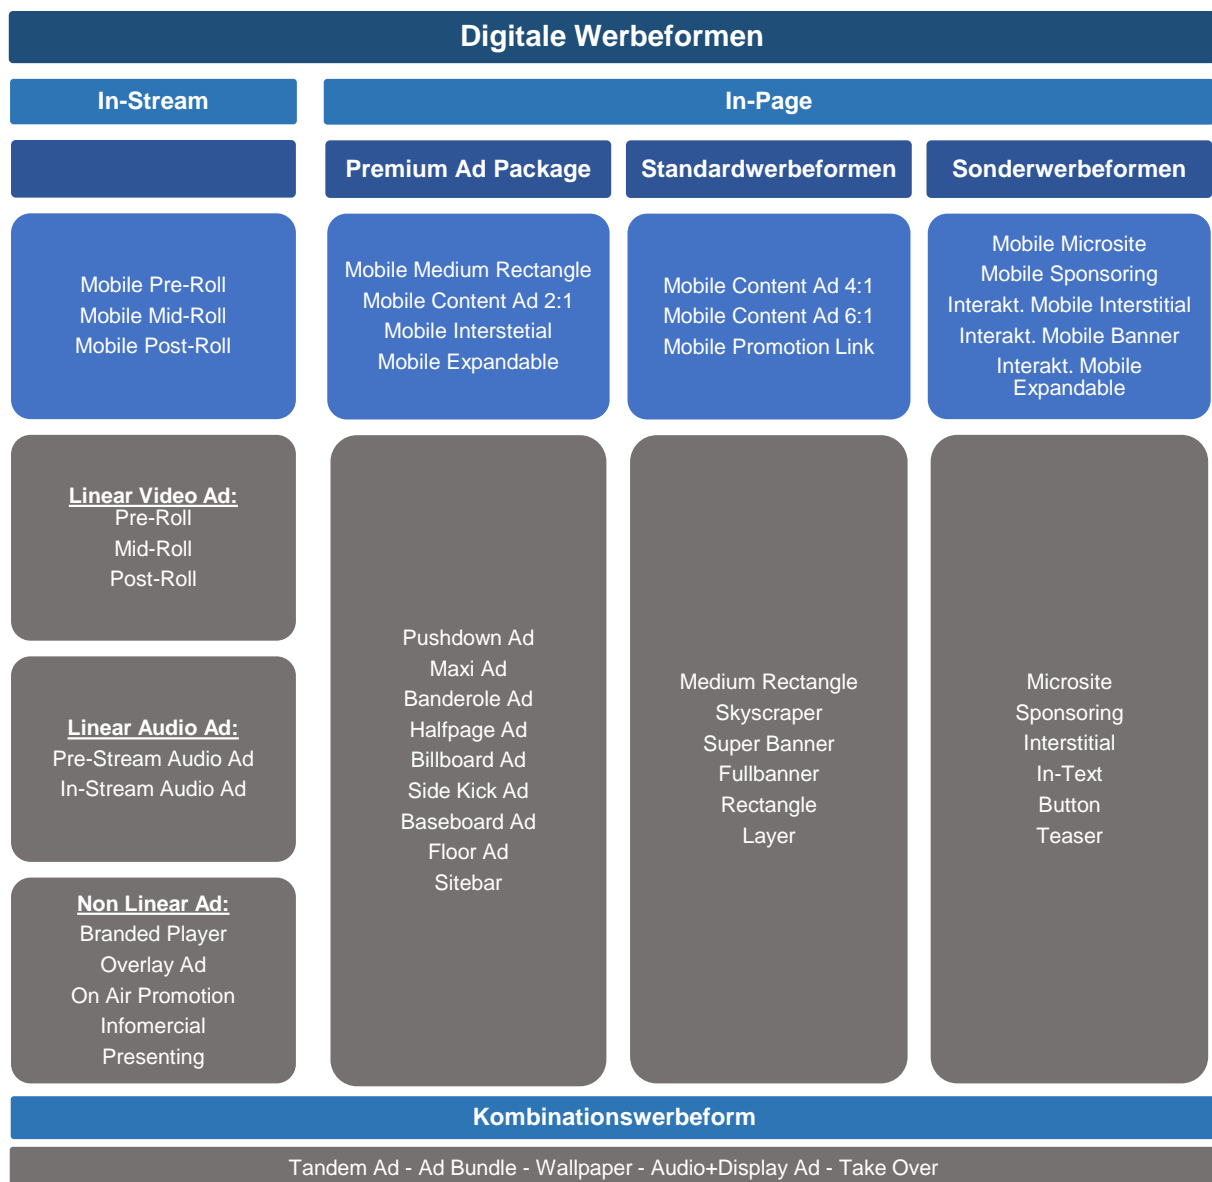 Digitale Werbeformen
In-Stream
In-Page
Premium Ad Package
Standardwerbeformen
Sonderwerbeformen
Mobile Pre-Roll
Mobile Mid-Roll
Mobile Post-Roll
Mobile Medium Rectangle
Mobile Content Ad 2:1
Mobile Interstetial
Mobile Expandable
Mobile Content Ad 4:1
Mobile Content Ad 6:1
Mobile Promotion Link
Mobile Microsite
Mobile Sponsoring
Interakt. Mobile Interstitial
Interakt. Mobile Banner
Interakt. Mobile
Expandable
Linear Video Ad:
Pre-Roll
Mid-Roll
Post-Roll
Linear Audio Ad:
Pre-Stream Audio Ad
In-Stream Audio Ad
Non Linear Ad:
Branded Player
Overlay Ad
On Air Promotion
Infomercial
Presenting
Pushdown Ad
Maxi Ad
Banderole Ad
Halfpage Ad
Billboard Ad
Side Kick Ad
Baseboard Ad
Floor Ad
Sitebar
Medium Rectangle
Skyscraper
Super Banner
Fullbanner
Rectangle
Layer
Microsite
Sponsoring
Interstitial
In-Text
Button
Teaser
Kombinationswerbeform
Tandem Ad - Ad Bundle - Wallpaper - Audio+Display Ad - Take Over